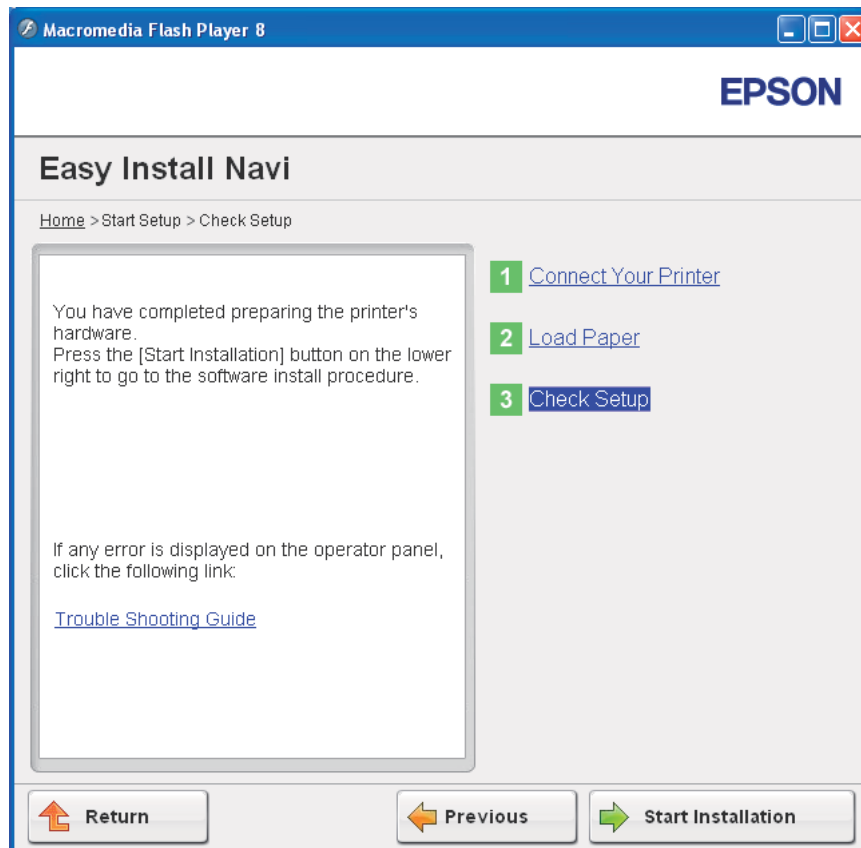 Macromedia Flash Player 8
EPSON
Easy Install Navi
Home > Start Setup > Check Setup
You have completed preparing the printer's
hardware.
Press the [Start Installation] button on the lower
right to go to the software install procedure.
If any error is displayed on the operator panel,
click the following link:
Trouble Shooting Guide
1 Connect Your Printer
2 Load Paper
3 Check Setup
Return
Previous
Start Installation